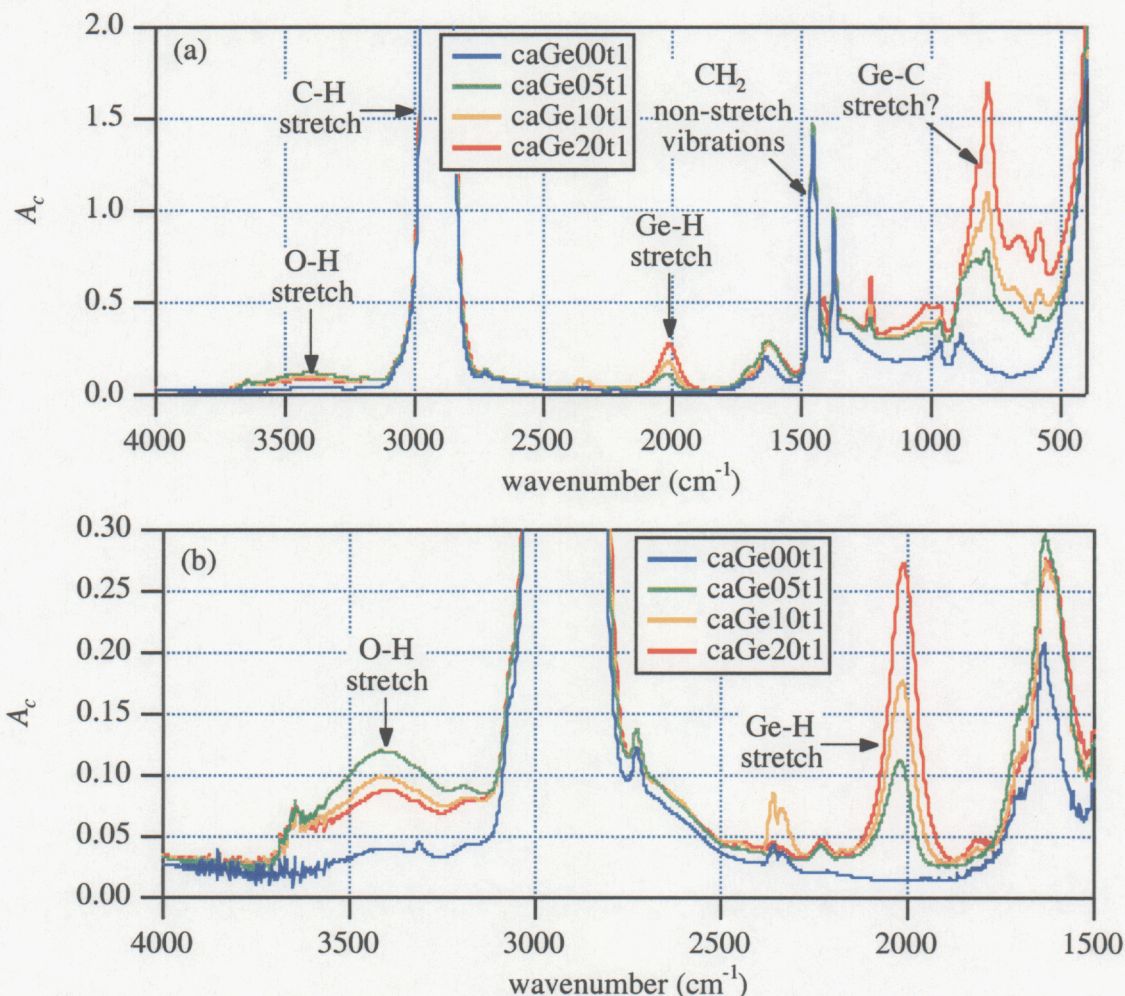 (a)
caGe00t1
caGe05t1
caGe10t1
caGe20t1
C-H
stretch
CH2
non-stretch
vibrations
Ge-C
stretch?
O-H
stretch
Ge-H
stretch
2.0
1.5
1.0
0.5
0.0
Ac
4000 3500 3000 2500 2000 1500 1000 500
wavenumber (cm-1)
(b)
caGe00t1
caGe05t1
caGe10t1
caGe20t1
O-H
stretch
Ge-H
stretch
0.30
0.25
0.20
0.15
0.10
0.05
0.00
Ac
4000 3500 3000 2500 2000 1500
wavenumber (cm-1)